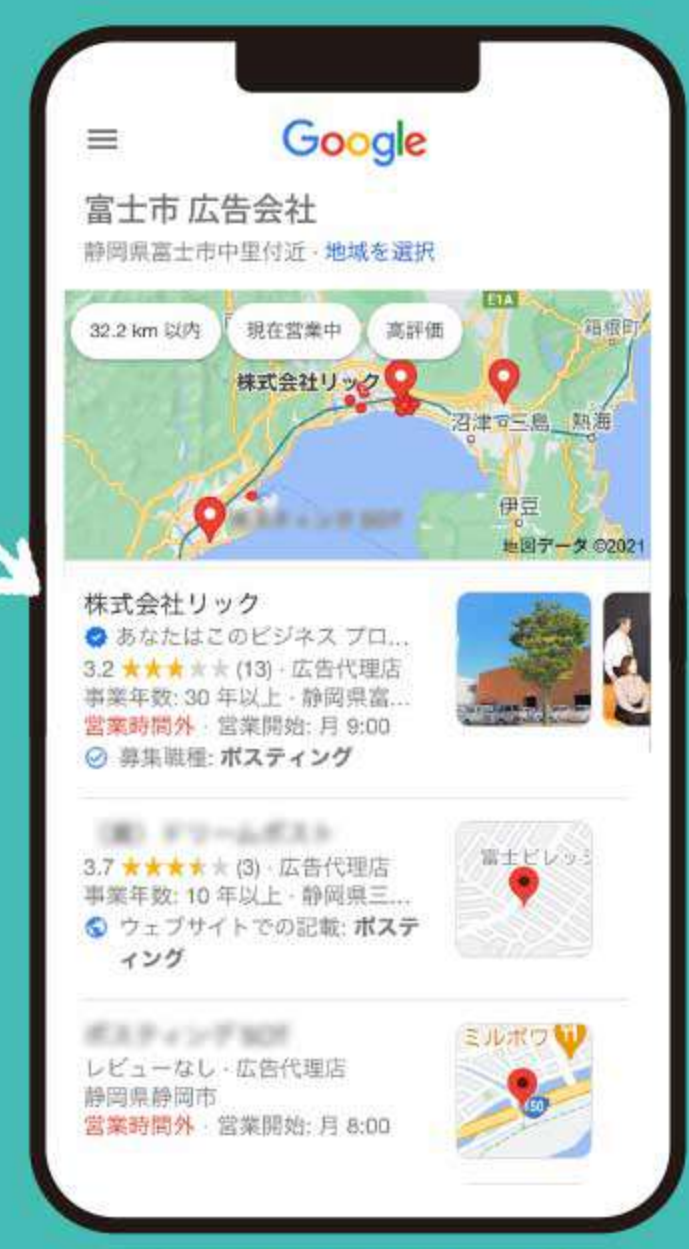 Google
富士市 広告会社
静岡県富士市中里付近 · 地域を選択
32.2 km 以内
現在営業中
高評価
E1A
箱根町
株式会社リック
沼津
三島
熱海
伊豆
地図データ ©2021
株式会社リック
あなたはこのビジネス プロ...
3.2 (13) · 広告代理店
事業年数: 30 年以上 · 静岡県富...
営業時間外 · 営業開始: 月 9:00
募集職種: ポスティング
3.7 (3) · 広告代理店
事業年数: 10 年以上 · 静岡県三...
ウェブサイトでの記載: ポステ
ィング
富士ビレッジ
レビューなし · 広告代理店
静岡県静岡市
営業時間外 · 営業開始: 月 8:00
ミルポワ
150